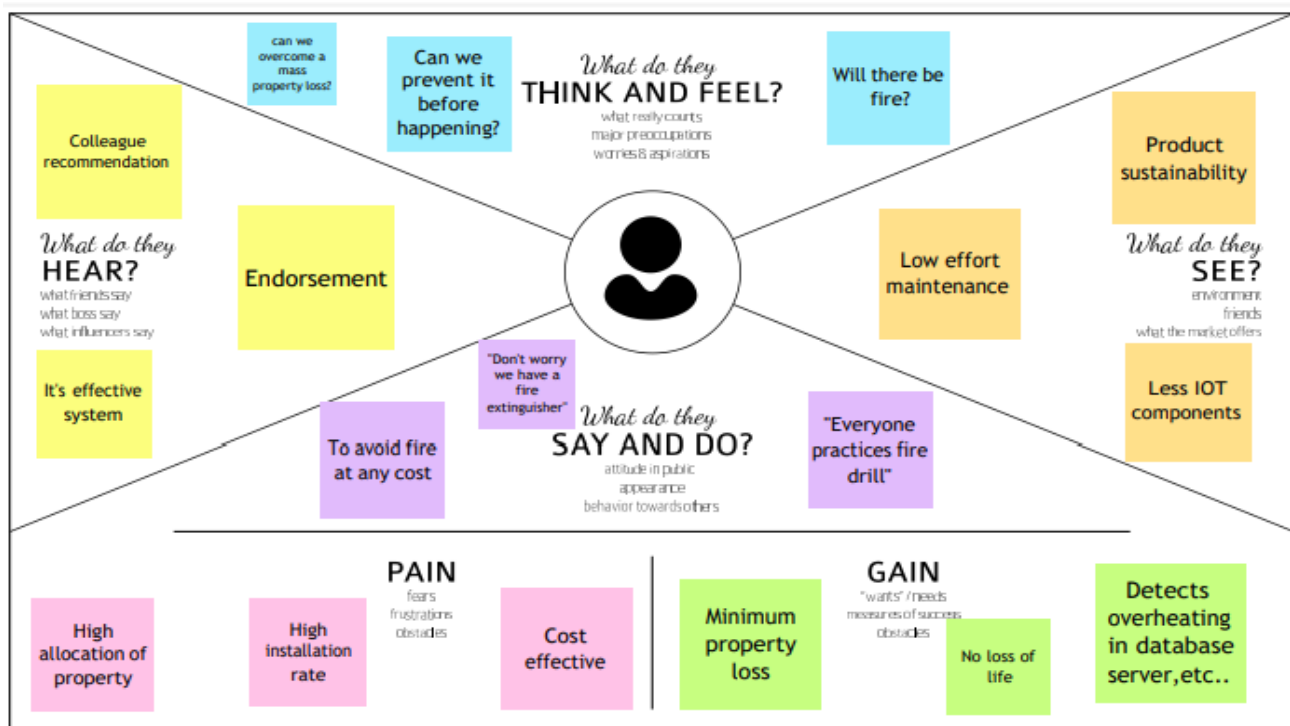 can we
overcome a
mass
property loss?
Can we
prevent it
before
happening?
What do they
THINK AND FEEL?
what really counts
major preoccupations
worries & aspirations
Will there be
fire?
Colleague
recommendation
Endorsement
What do they
HEAR?
what friends say
what boss say
what influencers say
It's effective
system
Product
sustainability
Low effort
maintenance
What do they
SEE?
environment
friends
what the market offers
Less IOT
components
"Don't worry
we have a
fire
extinguisher"
To avoid fire
at any cost
What do they
SAY AND DO?
attitude in public
appearance
behavior towards others
"Everyone
practices fire
drill"
PAIN
fears
frustrations
obstacles
High
allocation of
property
High
installation
rate
Cost
effective
GAIN
"wants" / needs
measures of success
obstacles
Minimum
property
loss
No loss of
life
Detects
overheating
in database
server,etc..